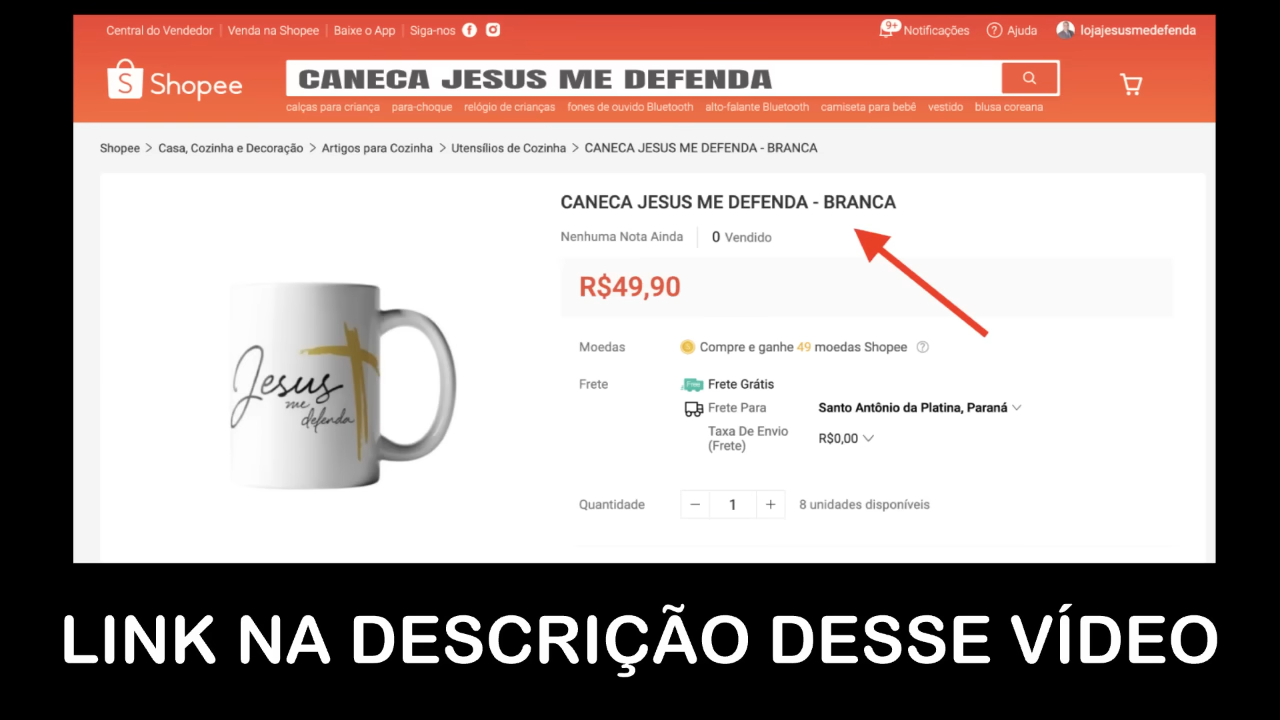 Central do Vendedor | Venda na Shopee | Baixe o App | Siga-nos
9+ Notificações ? Ajuda lojajesusmedefenda
S Shopee
CANECA JESUS ME DEFENDA
calças para criança para-choque relógio de crianças fones de ouvido Bluetooth alto-falante Bluetooth camiseta para bebê vestido blusa coreana
Shopee > Casa, Cozinha e Decoração > Artigos para Cozinha > Utensílios de Cozinha > CANECA JESUS ME DEFENDA - BRANCA
Jesus
me
defenda
CANECA JESUS ME DEFENDA - BRANCA
Nenhuma Nota Ainda | 0 Vendido
R$49,90
Moedas Compre e ganhe 49 moedas Shopee ?
Frete Free Frete Grátis
Frete Para Santo Antônio da Platina, Paraná
Taxa De Envio R$0,00
(Frete)
Quantidade − 1 + 8 unidades disponíveis
LINK NA DESCRIÇÃO DESSE VÍDEO